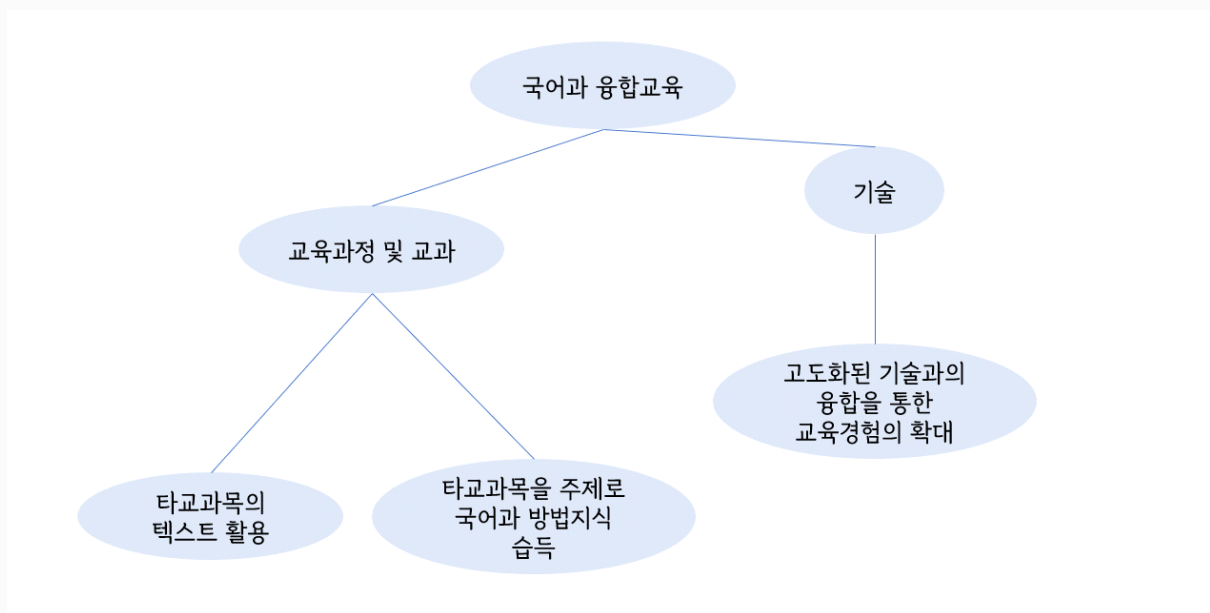 국어과 융합교육
기술
교육과정 및 교과
고도화된 기술과의
융합을 통한
교육경험의 확대
타교과목의
텍스트 활용
타교과목을 주제로
국어과 방법지식
습득